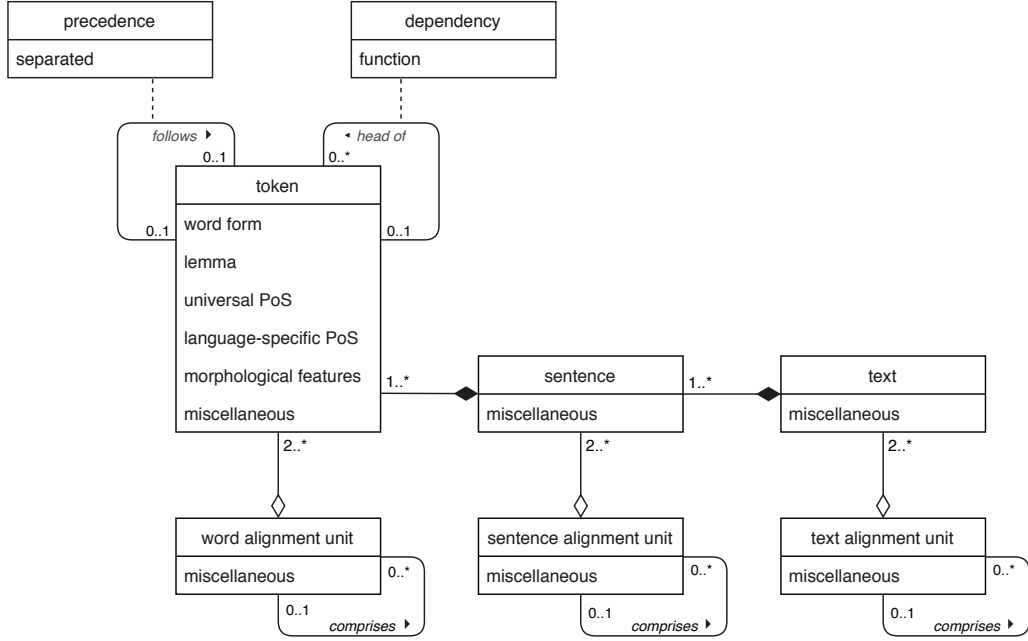 precedence
separated
dependency
function
follows
head of
0..1
0..*
0..1
0..1
token
word form
lemma
universal PoS
language-specific PoS
morphological features
miscellaneous
1..*
sentence
miscellaneous
1..*
text
miscellaneous
2..*
2..*
2..*
word alignment unit
miscellaneous
0..*
0..1
comprises
sentence alignment unit
miscellaneous
0..*
0..1
comprises
text alignment unit
miscellaneous
0..*
0..1
comprises